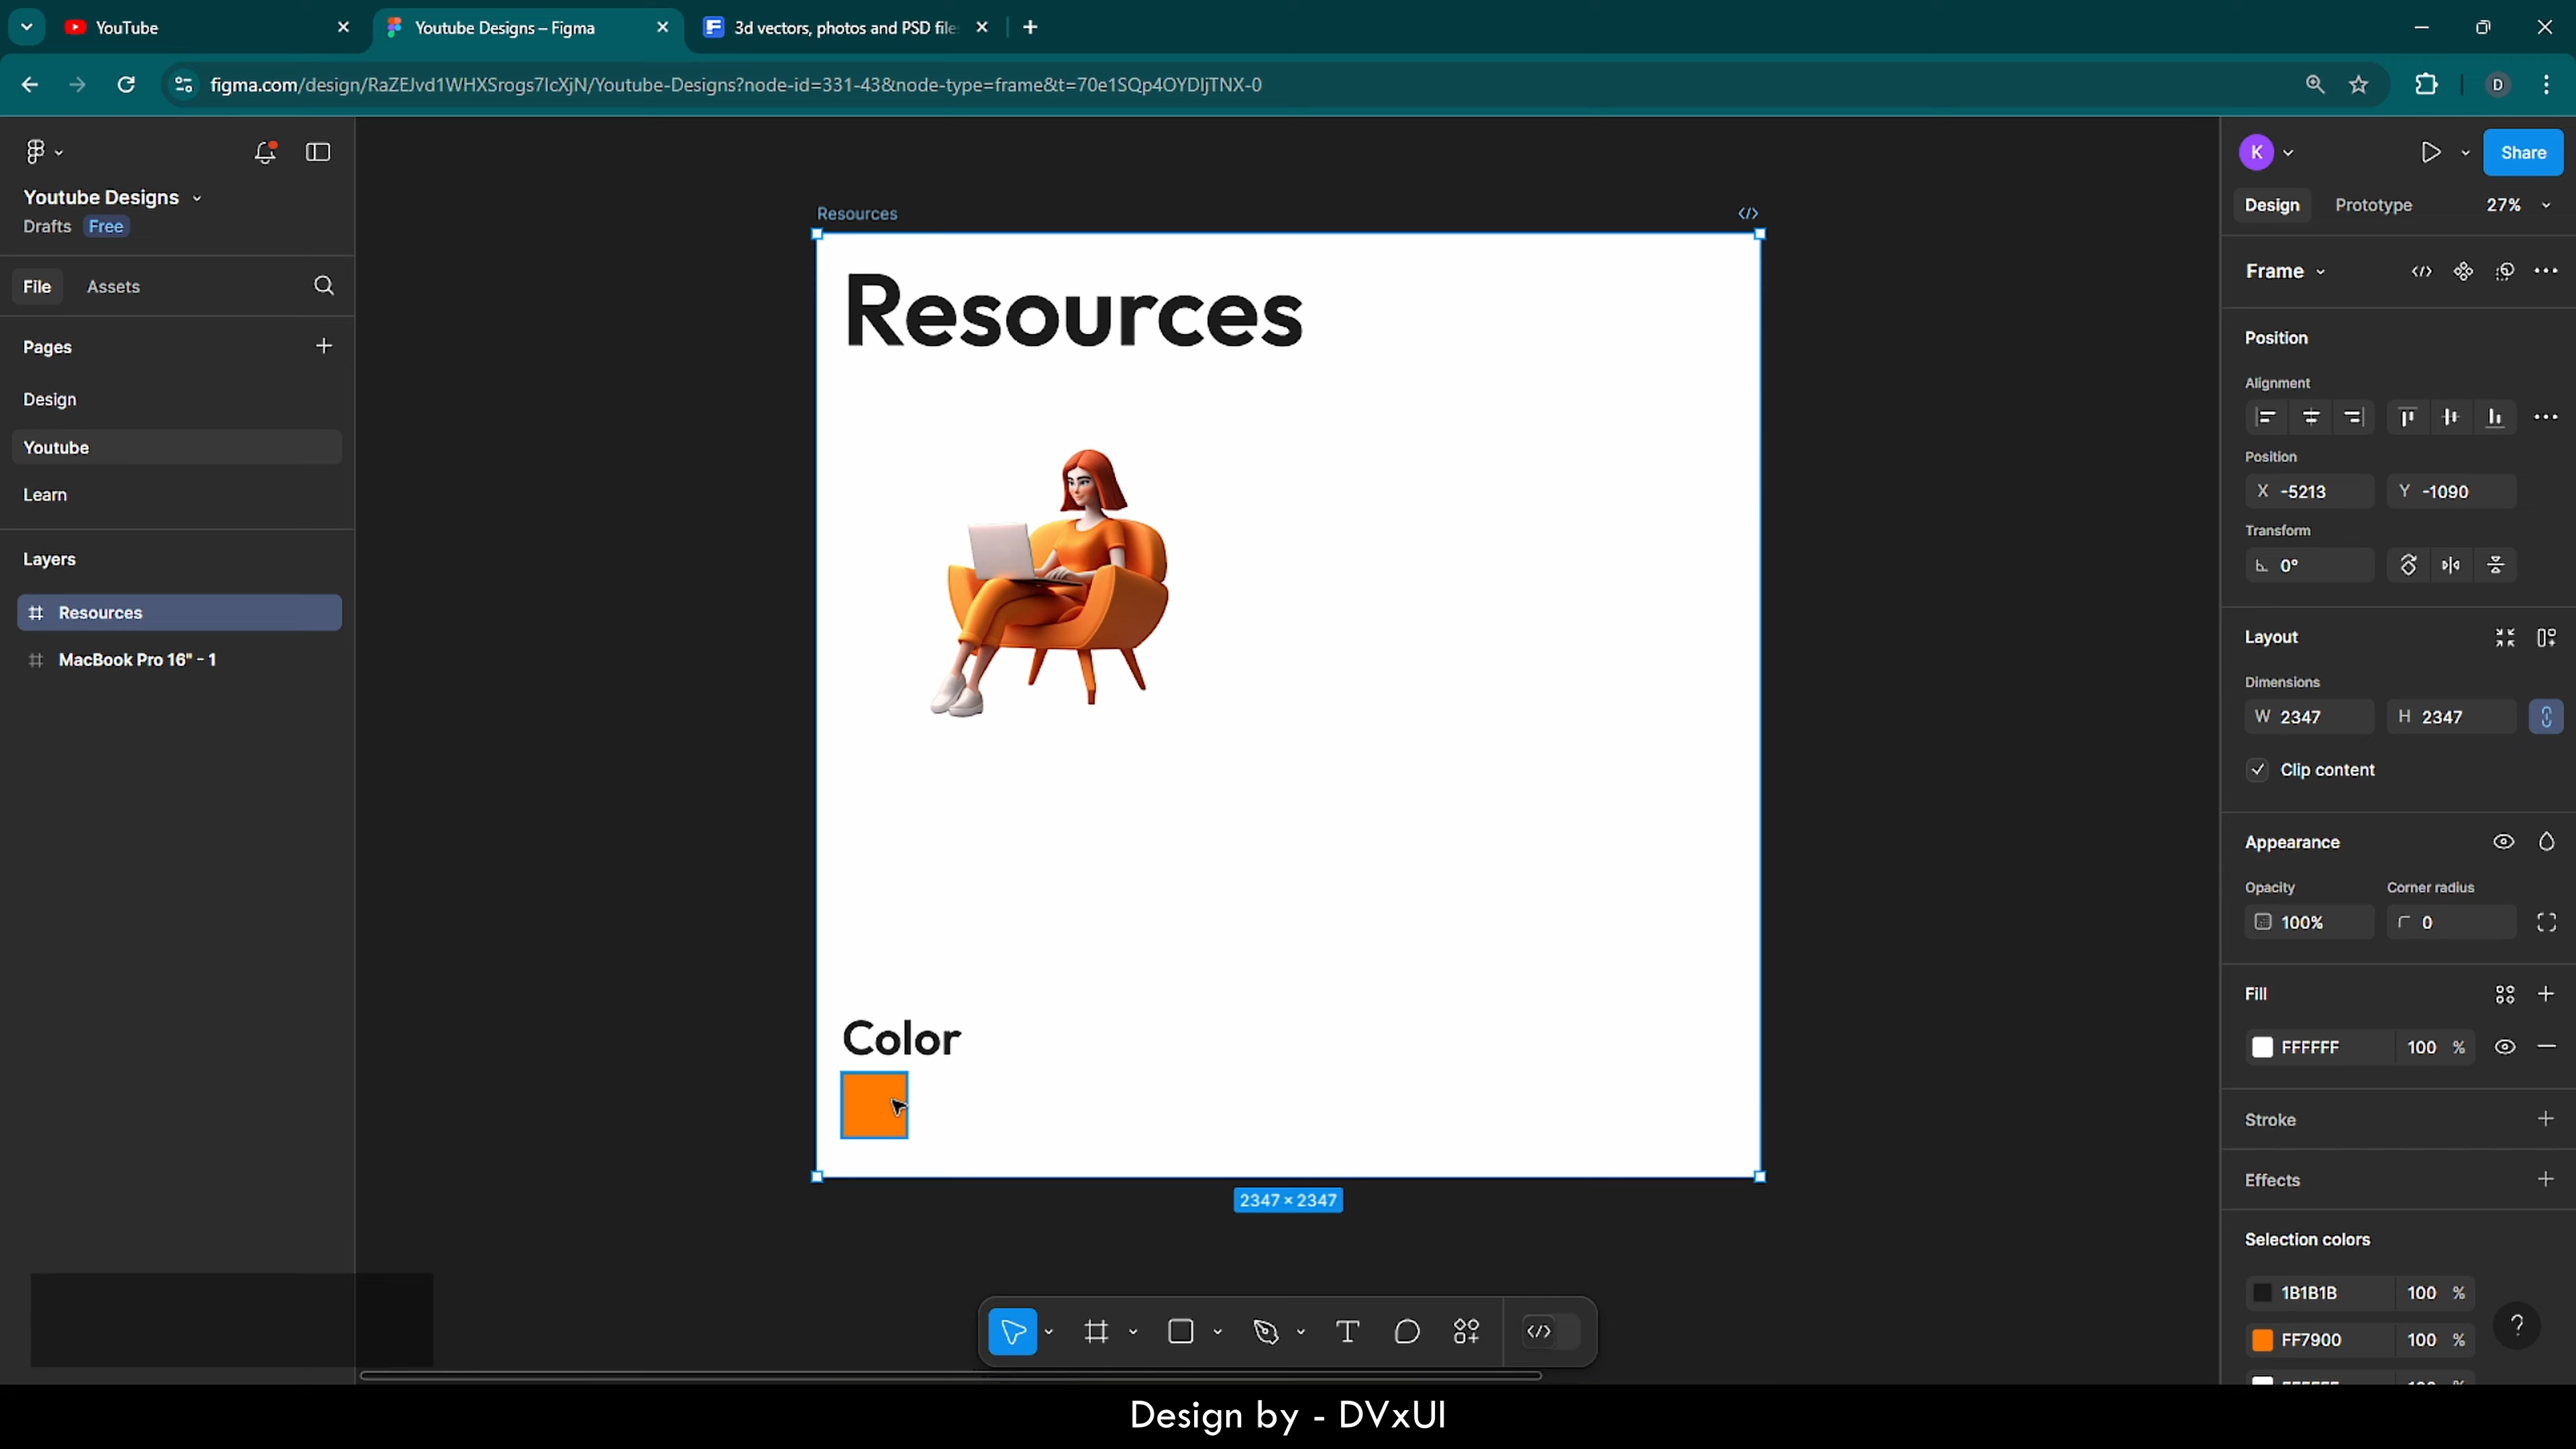 YouTube
Youtube Designs – Figma
3d vectors, photos and PSD file
figma.com/design/RaZEJvd1WHXSrogs7lcXjN/Youtube-Designs?node-id=331-43&node-type=frame&t=70e1SQp4OYDIjTNX-0
D
Youtube Designs
Drafts Free
File Assets
Pages
Design
Youtube
Learn
Layers
Resources
MacBook Pro 16" - 1
Resources
Resources
Color
2347 × 2347
K
Share
Design Prototype 27%
Frame
Position
Alignment
Position
X -5213 Y -1090
Transform
0°
Layout
Dimensions
W 2347 H 2347
Clip content
Appearance
Opacity Corner radius
100% 0
Fill
FFFFFF 100 %
Stroke
Effects
Selection colors
1B1B1B 100 %
FF7900 100 %
?
Design by - DVxUI